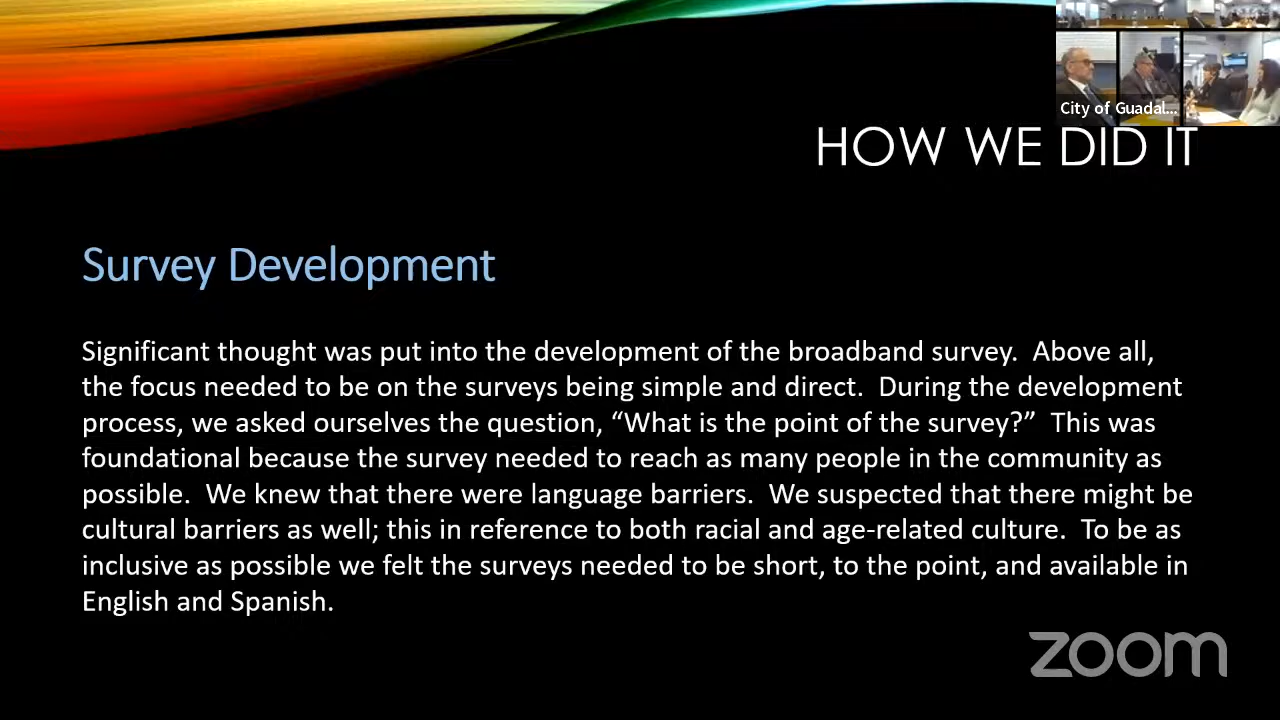 City of Guadal...
HOW WE DID IT
Survey Development
Significant thought was put into the development of the broadband survey.  Above all,
the focus needed to be on the surveys being simple and direct.  During the development
process, we asked ourselves the question, “What is the point of the survey?”  This was
foundational because the survey needed to reach as many people in the community as
possible.  We knew that there were language barriers.  We suspected that there might be
cultural barriers as well; this in reference to both racial and age-related culture.  To be as
inclusive as possible we felt the surveys needed to be short, to the point, and available in
English and Spanish.
zoom